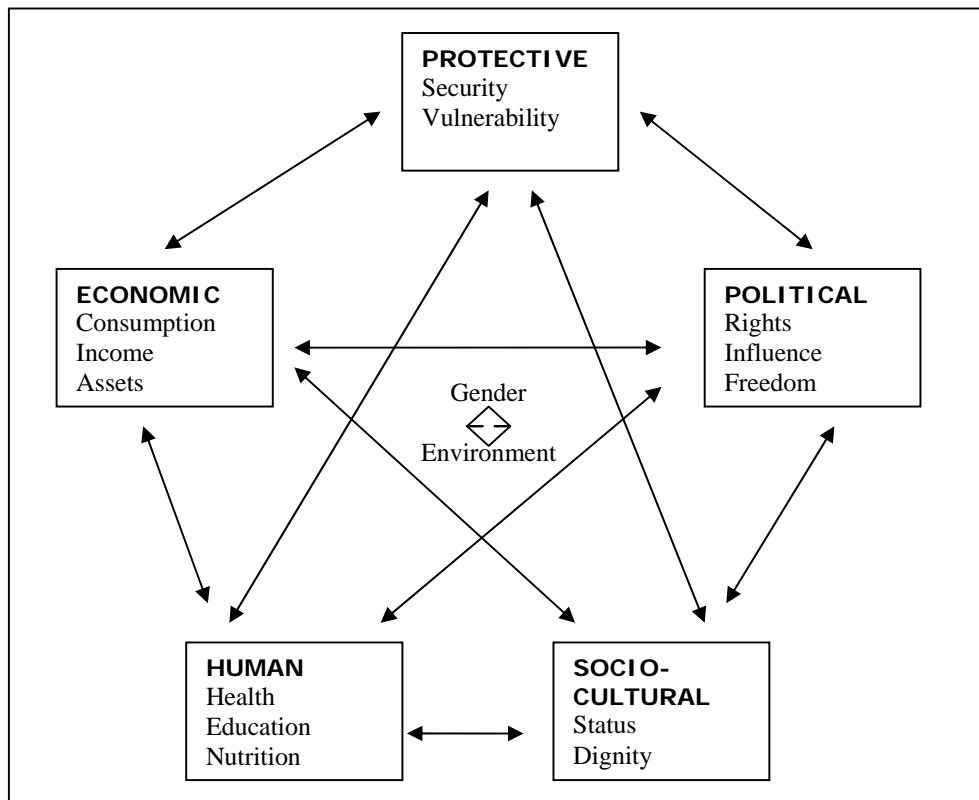 PROTECTIVE
Security
Vulnerability
ECONOMIC
Consumption
Income
Assets
POLITICAL
Rights
Influence
Freedom
Gender
Environment
HUMAN
Health
Education
Nutrition
SOCIO-
CULTURAL
Status
Dignity